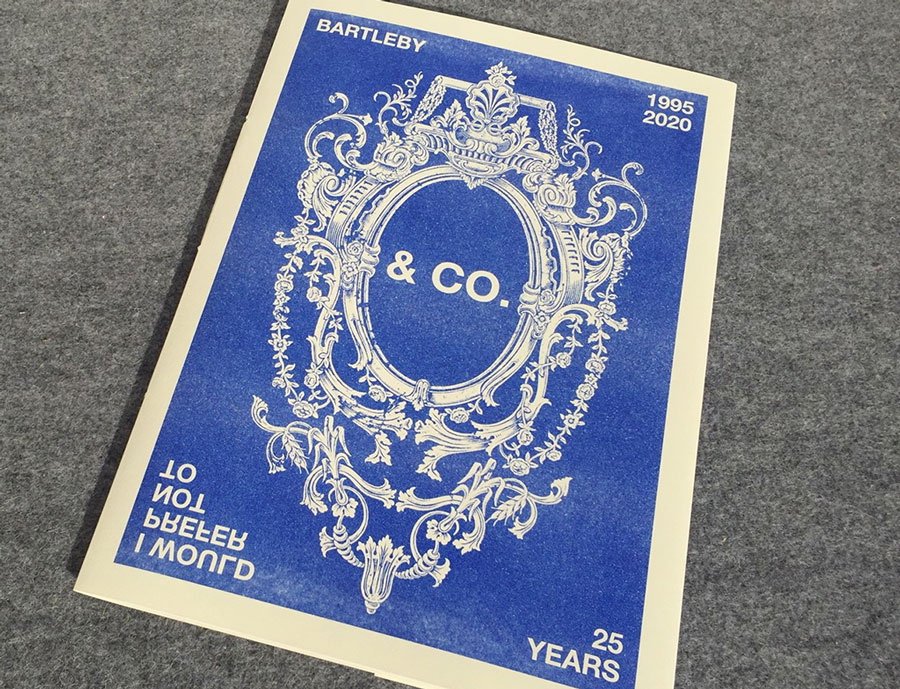 BARTLEBY
1995
2020
& CO.
I WOULD
PREFER
NOT
TO
25
YEARS